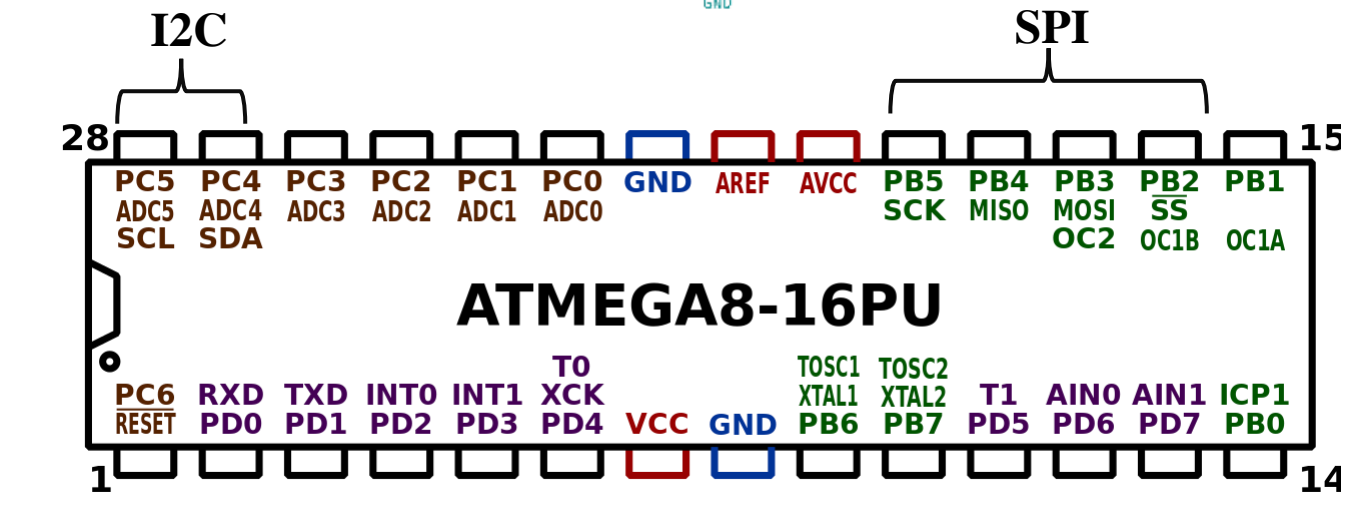 GND
I2C SPI
28 15
PC5 PC4 PC3 PC2 PC1 PC0 GND AREF AVCC PB5 PB4 PB3 PB2 PB1
ADC5 ADC4 ADC3 ADC2 ADC1 ADC0 SCK MISO MOSI SS
SCL SDA OC2 OC1B OC1A
ATMEGA8-16PU
T0 TOSC1 TOSC2
PC6 RXD TXD INT0 INT1 XCK XTAL1 XTAL2 T1 AIN0 AIN1 ICP1
RESET PD0 PD1 PD2 PD3 PD4 VCC GND PB6 PB7 PD5 PD6 PD7 PB0
1 14